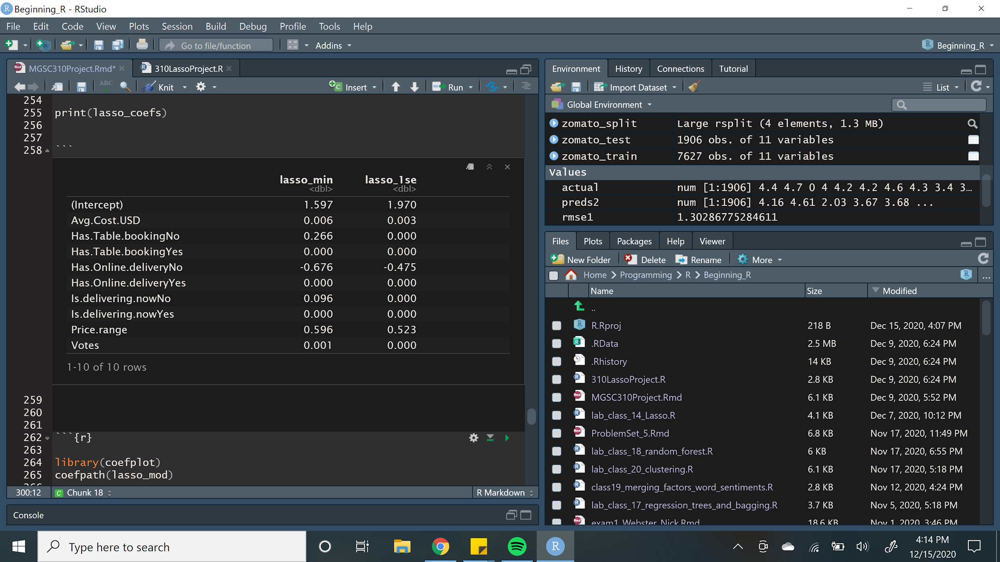 Beginning_R - RStudio
File Edit Code View Plots Session Build Debug Profile Tools Help
Go to file/function Addins Beginning_R
MGSC310Project.Rmd* 310LassoProject.R
ABC Knit Insert Run
254
255 print(lasso_coefs)
256
257
258 ```
lasso_min lasso_1se
<dbl> <dbl>
(Intercept) 1.597 1.970
Avg.Cost.USD 0.006 0.003
Has.Table.bookingNo 0.266 0.000
Has.Table.bookingYes 0.000 0.000
Has.Online.deliveryNo -0.676 -0.475
Has.Online.deliveryYes 0.000 0.000
Is.delivering.nowNo 0.096 0.000
Is.delivering.nowYes 0.000 0.000
Price.range 0.596 0.523
Votes 0.001 0.000
1-10 of 10 rows
259
260
261
262 ```{r}
263
264 library(coefplot)
265 coefpath(lasso_mod)
266
300:12 Chunk 18 R Markdown
Console
Environment History Connections Tutorial
Import Dataset List
Global Environment
zomato_split Large rsplit (4 elements, 1.3 MB)
zomato_test 1906 obs. of 11 variables
zomato_train 7627 obs. of 11 variables
Values
actual num [1:1906] 4.4 4.7 0 4 4.2 4.2 4.6 4.3 3.4 3…
preds2 num [1:1906] 4.16 4.61 2.03 3.67 3.68 ...
rmse1 1.30286775284611
Files Plots Packages Help Viewer
New Folder Delete Rename More
Home Programming R Beginning_R ...
Name Size Modified
..
R.Rproj 218 B Dec 15, 2020, 4:07 PM
.RData 2.5 MB Dec 9, 2020, 6:24 PM
.Rhistory 14 KB Dec 9, 2020, 6:24 PM
310LassoProject.R 2.8 KB Dec 9, 2020, 6:24 PM
MGSC310Project.Rmd 6.1 KB Dec 9, 2020, 5:52 PM
lab_class_14_Lasso.R 4.1 KB Dec 7, 2020, 10:12 PM
ProblemSet_5.Rmd 6.8 KB Nov 17, 2020, 11:49 PM
lab_class_18_random_forest.R 6 KB Nov 17, 2020, 6:55 PM
lab_class_20_clustering.R 6.1 KB Nov 17, 2020, 5:18 PM
class19_merging_factors_word_sentiments.R 2.8 KB Nov 12, 2020, 4:24 PM
lab_class_17_regression_trees_and_bagging.R 3.7 KB Nov 5, 2020, 5:18 PM
exam1_Webster_Nick.Rmd 18.6 KB Nov 1, 2020, 3:46 PM
Type here to search
4:14 PM
12/15/2020